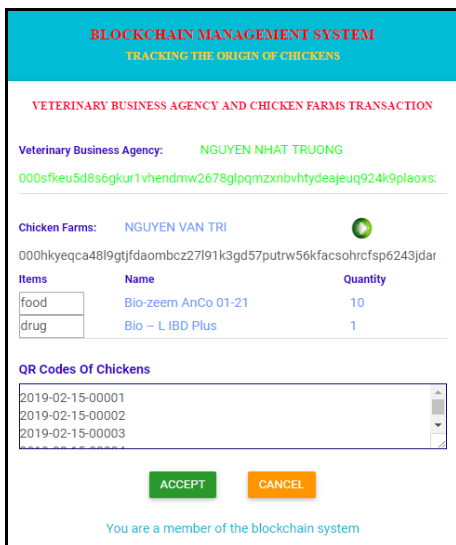 BLOCKCHAIN MANAGEMENT SYSTEM
TRACKING THE ORIGIN OF CHICKENS
VETERINARY BUSINESS AGENCY AND CHICKEN FARMS TRANSACTION
Veterinary Business Agency: NGUYEN NHAT TRUONG
000sfkeu5d8s6gkur1vhendmw2678glpqmzxnbvhtydeajeuq924k9plaoxs
Chicken Farms: NGUYEN VAN TRI
000hkyeqca48l9gtjfdaombcz27l91k3gd57putrw56kfacsohrcfsp6243jdar
Items Name Quantity
food Bio-zeem AnCo 01-21 10
drug Bio – L IBD Plus 1
QR Codes Of Chickens
2019-02-15-00001
2019-02-15-00002
2019-02-15-00003
ACCEPT CANCEL
You are a member of the blockchain system